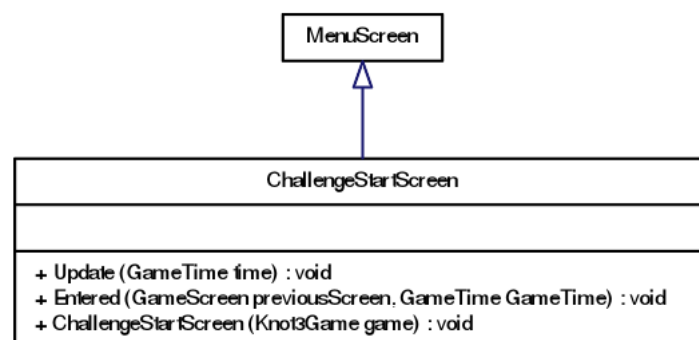 MenuScreen
ChallengeStartScreen
+ Update (GameTime time) : void
+ Entered (GameScreen previousScreen, GameTime GameTime) : void
+ ChallengeStartScreen (Knot3Game game) : void